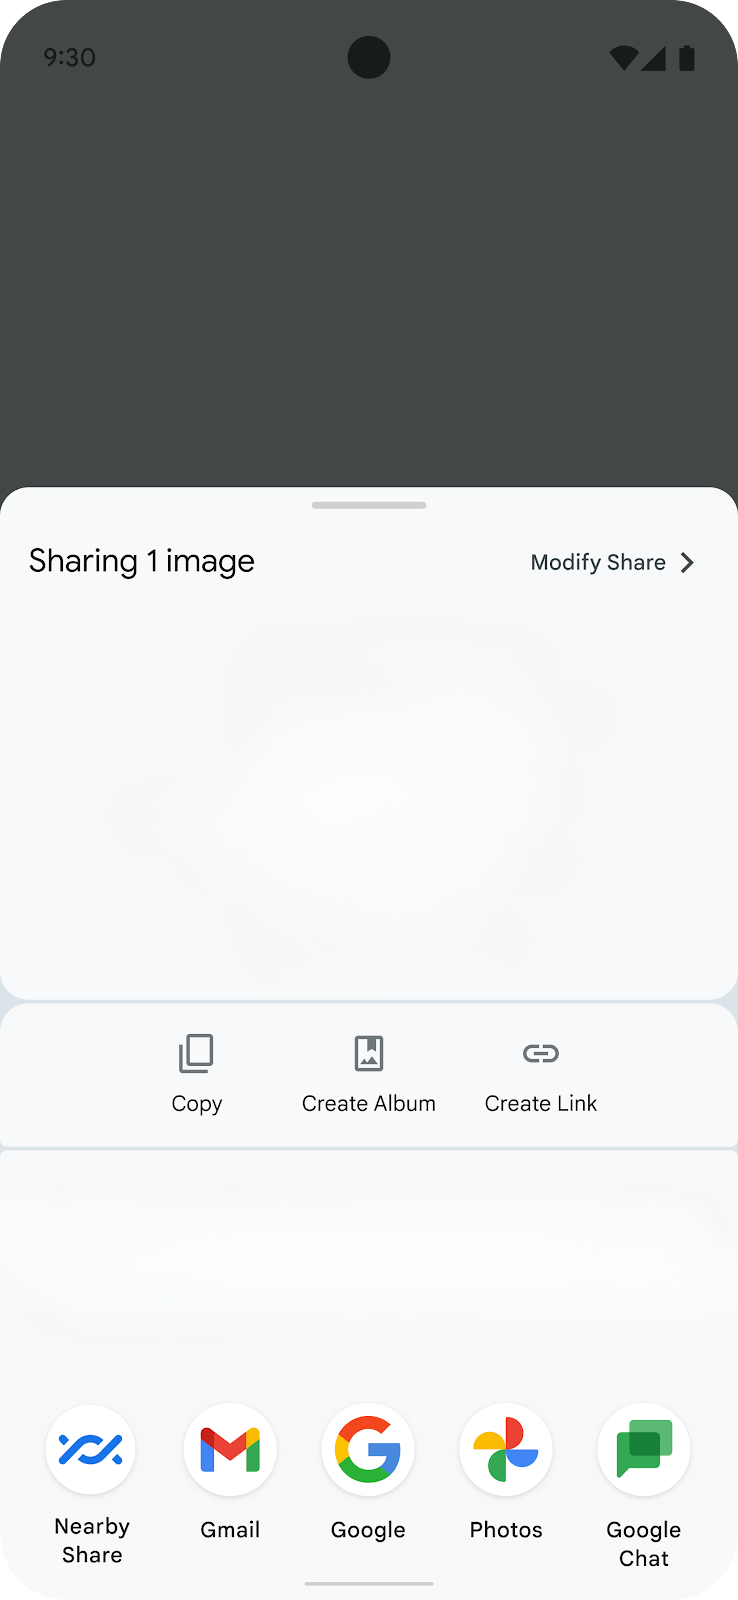 9:30
Sharing 1 image
Modify Share
Copy
Create Album
Create Link
Nearby
Share
Gmail
Google
Photos
Google
Chat